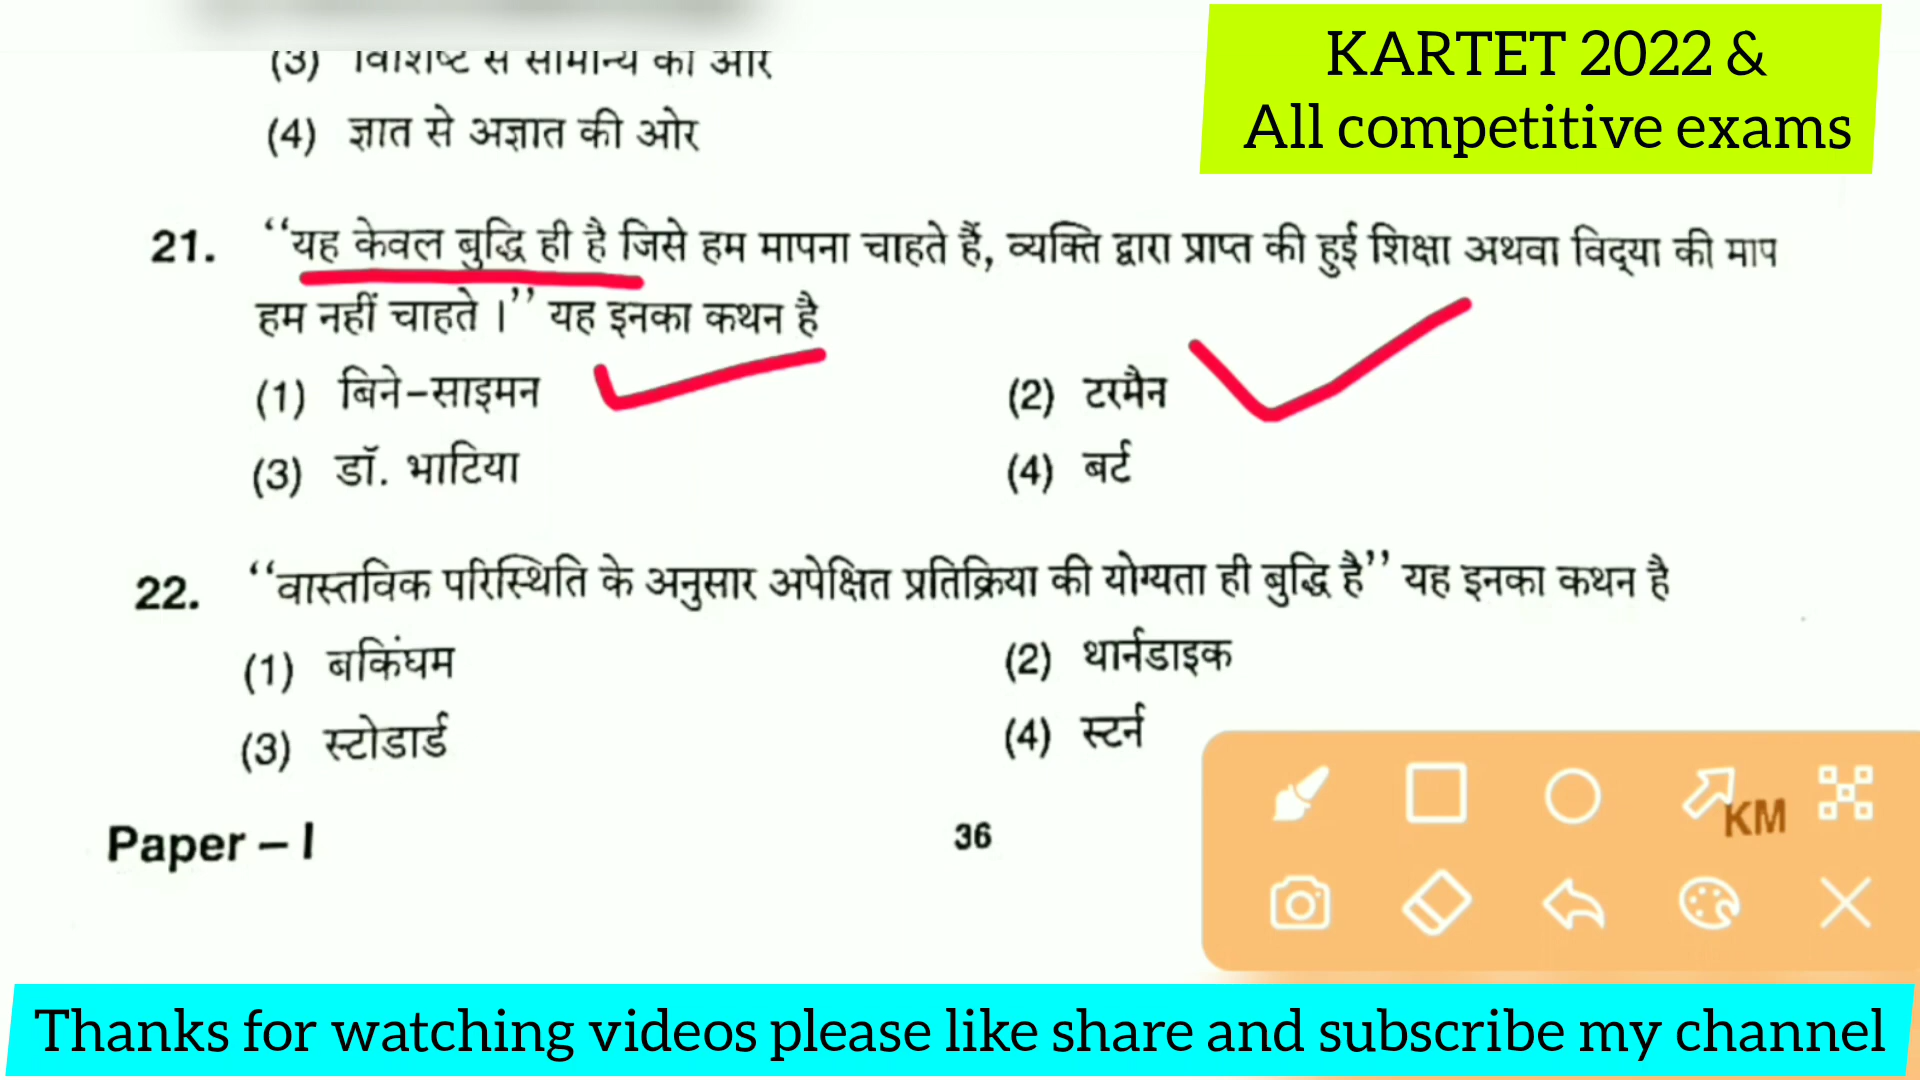 (3) विशिष्ट से सामान्य की ओर
KARTET 2022 &
All competitive exams
(4) ज्ञात से अज्ञात की ओर
21. ‘‘यह केवल बुद्धि ही है जिसे हम मापना चाहते हैं, व्यक्ति द्वारा प्राप्त की हुई शिक्षा अथवा विद्या की माप
हम नहीं चाहते ।’’ यह इनका कथन है
(1) बिने–साइमन (2) टरमैन
(3) डॉ. भाटिया (4) बर्ट
22. ‘‘वास्तविक परिस्थिति के अनुसार अपेक्षित प्रतिक्रिया की योग्यता ही बुद्धि है’’ यह इनका कथन है
(1) बकिंघम (2) थार्नडाइक
(3) स्टोडार्ड (4) स्टर्न
KM
Paper – I 36
Thanks for watching videos please like share and subscribe my channel